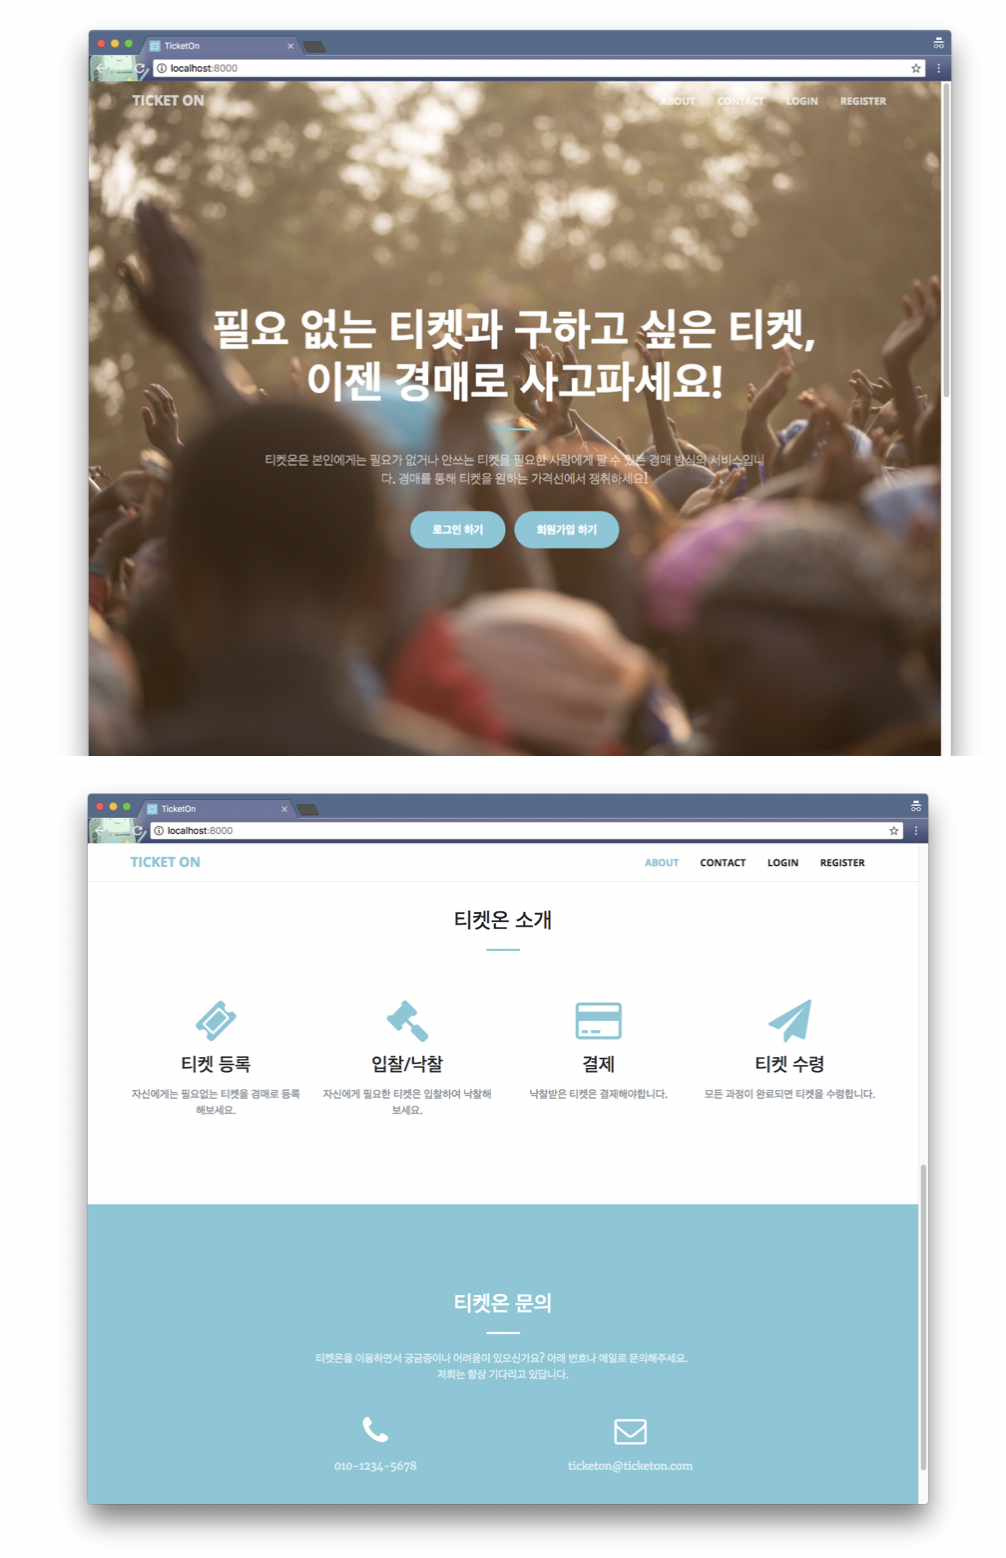 TicketOn
localhost:8000
TICKET ON
ABOUT CONTACT LOGIN REGISTER
필요 없는 티켓과 구하고 싶은 티켓,
이젠 경매로 사고파세요!
티켓온은 본인에게는 필요가 없거나 안쓰는 티켓을 필요한 사람에게 팔 수 있는 경매 방식의 서비스입니
다. 경매를 통해 티켓을 원하는 가격선에서 쟁취하세요!
로그인 하기 회원가입 하기
TicketOn
localhost:8000
TICKET ON
ABOUT CONTACT LOGIN REGISTER
티켓온 소개
티켓 등록
자신에게는 필요없는 티켓을 경매로 등록
해보세요.
입찰/낙찰
자신에게 필요한 티켓은 입찰하여 낙찰해
보세요.
결제
낙찰받은 티켓은 결제해야합니다.
티켓 수령
모든 과정이 완료되면 티켓을 수령합니다.
티켓온 문의
티켓온을 이용하면서 궁금증이나 어려움이 있으신가요? 아래 번호나 메일로 문의해주세요.
저희는 항상 기다리고 있답니다.
010-1234-5678
ticketon@ticketon.com